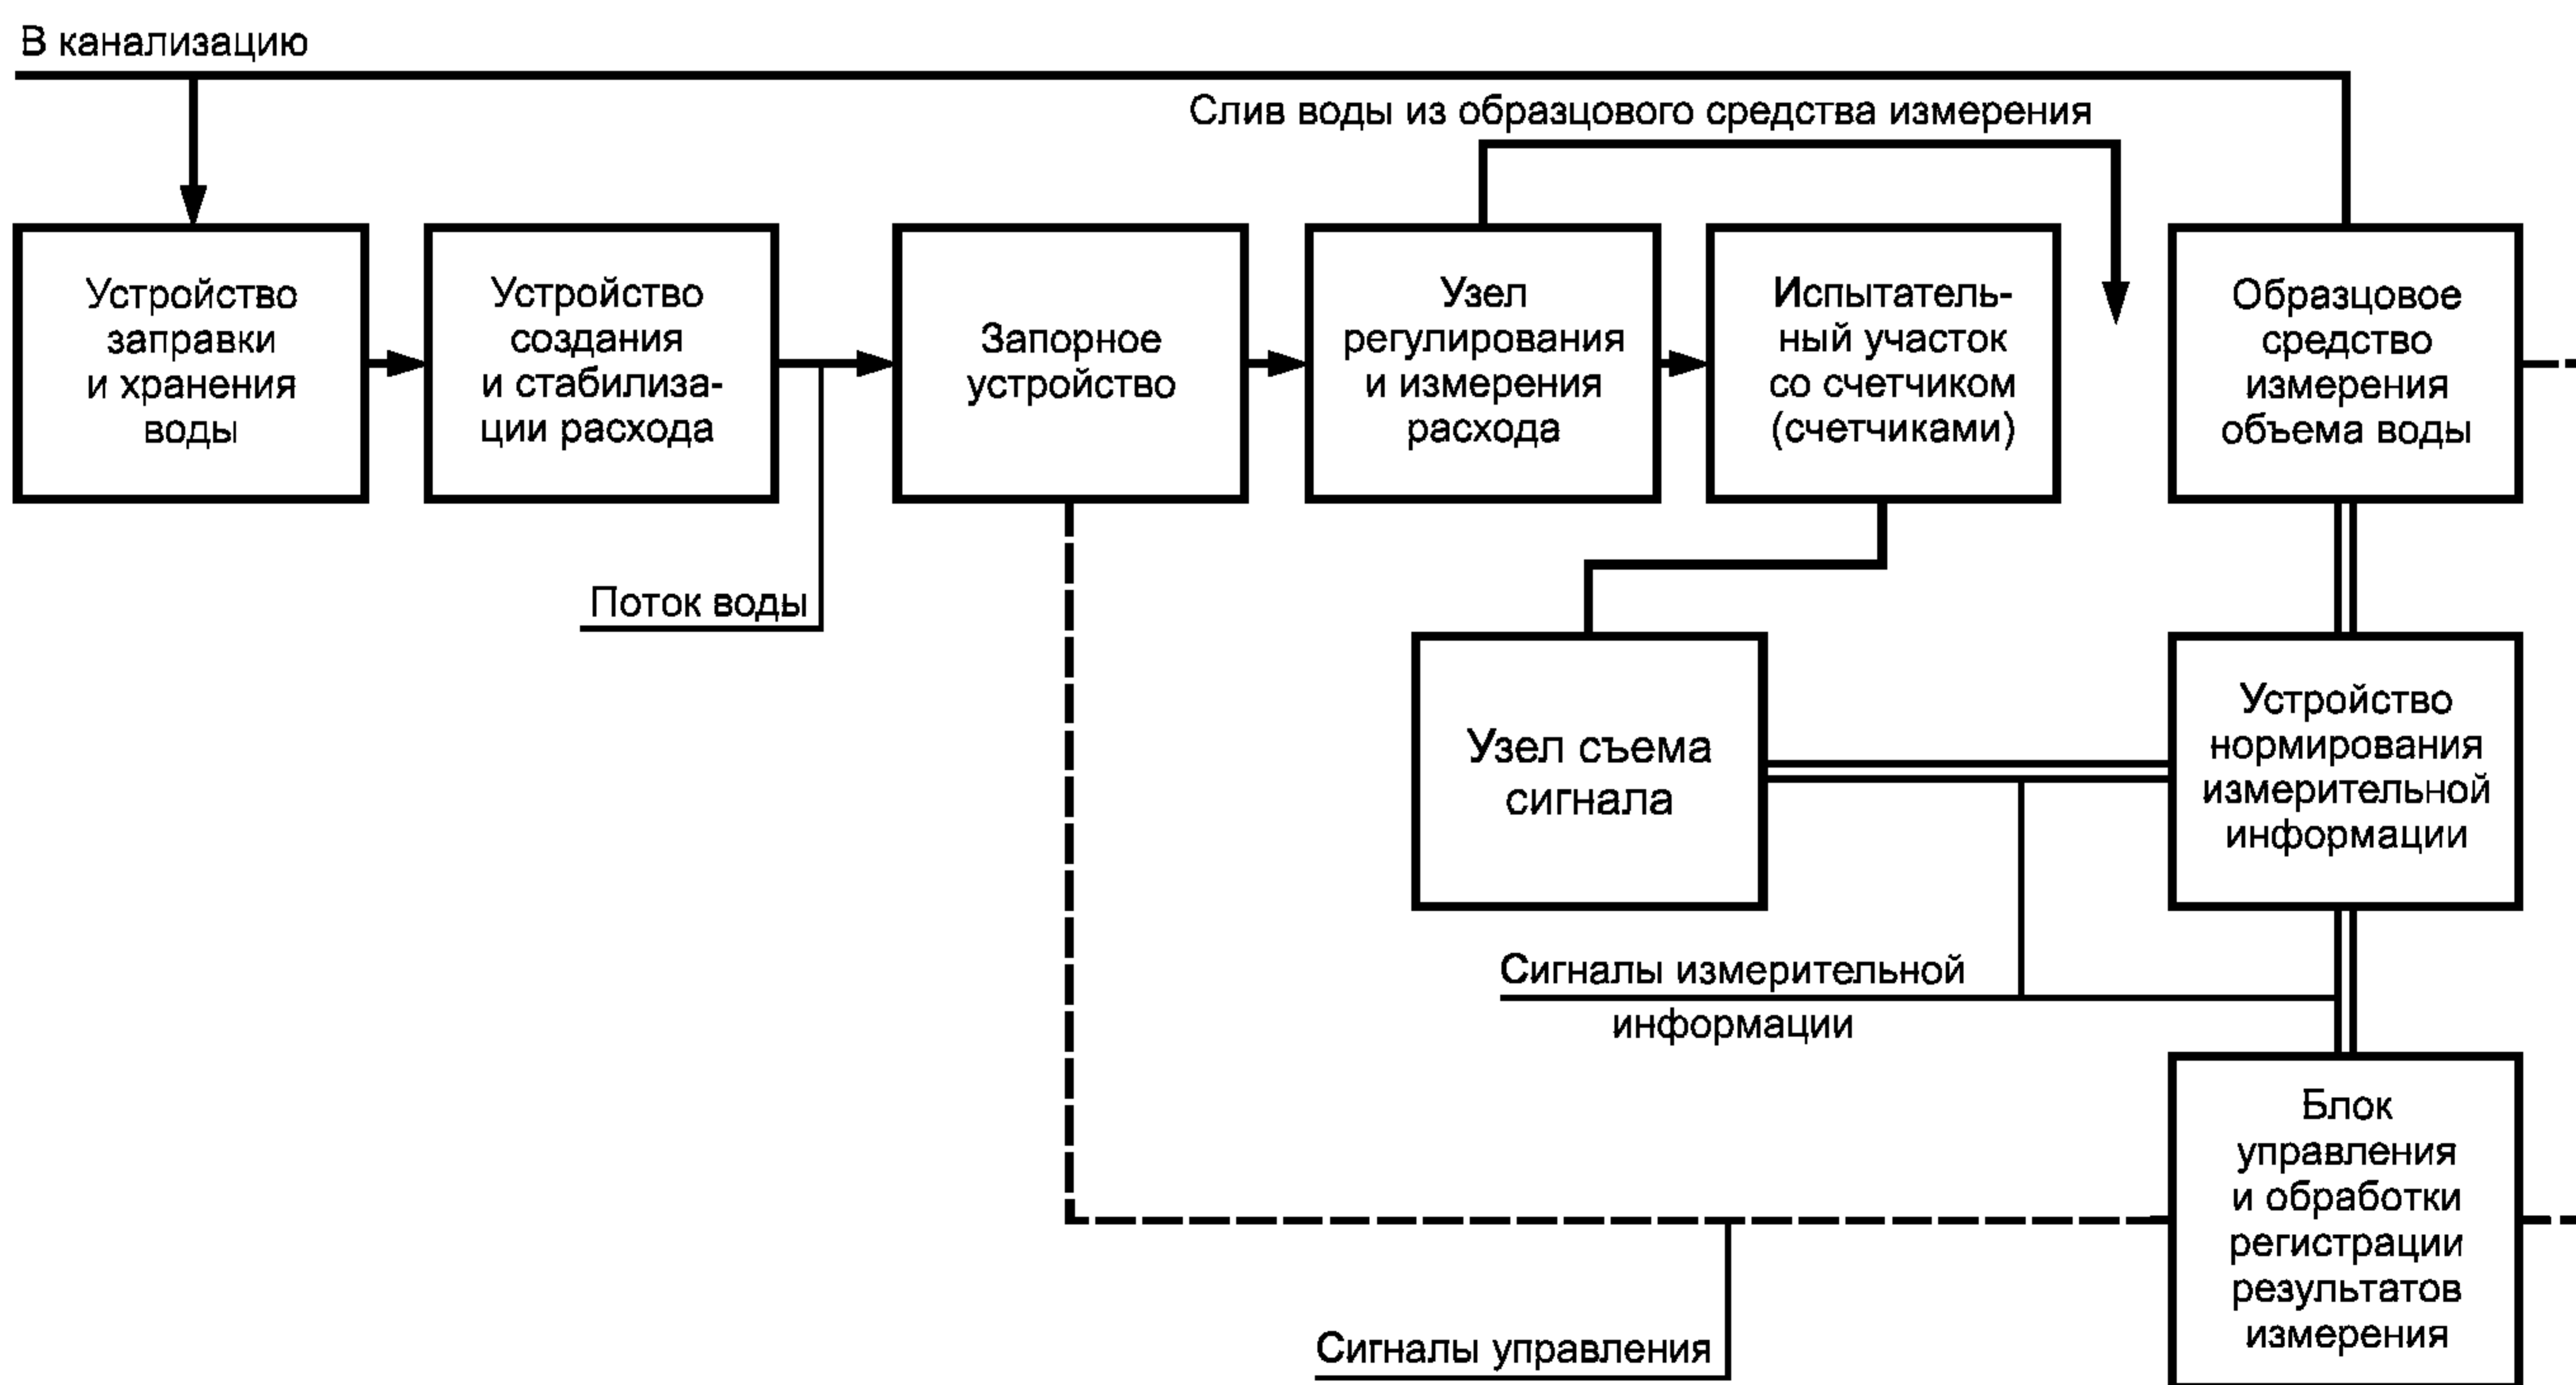 В канализацию
Слив воды из образцового средства измерения
Устройство
заправки
и хранения
воды
Устройство
создания
и стабилиза-
ции расхода
Запорное
устройство
Узел
регулирования
и измерения
расхода
Испытатель-
ный участок
со счетчиком
(счетчиками)
Образцовое
средство
измерения
объема воды
Поток воды
Узел съема
сигнала
Устройство
нормирования
измерительной
информации
Сигналы измерительной
информации
Блок
управления
и обработки
регистрации
результатов
измерения
Сигналы управления